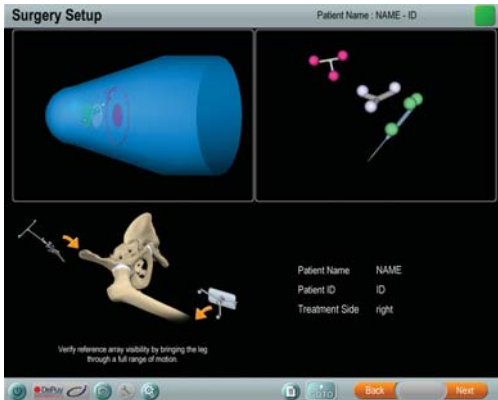 Surgery Setup
Patient Name : NAME - ID
Patient Name NAME
Patient ID ID
Treatment Side right
Verify reference array visibility by bringing the leg
through a full range of motion.
DePuy
Back
Next